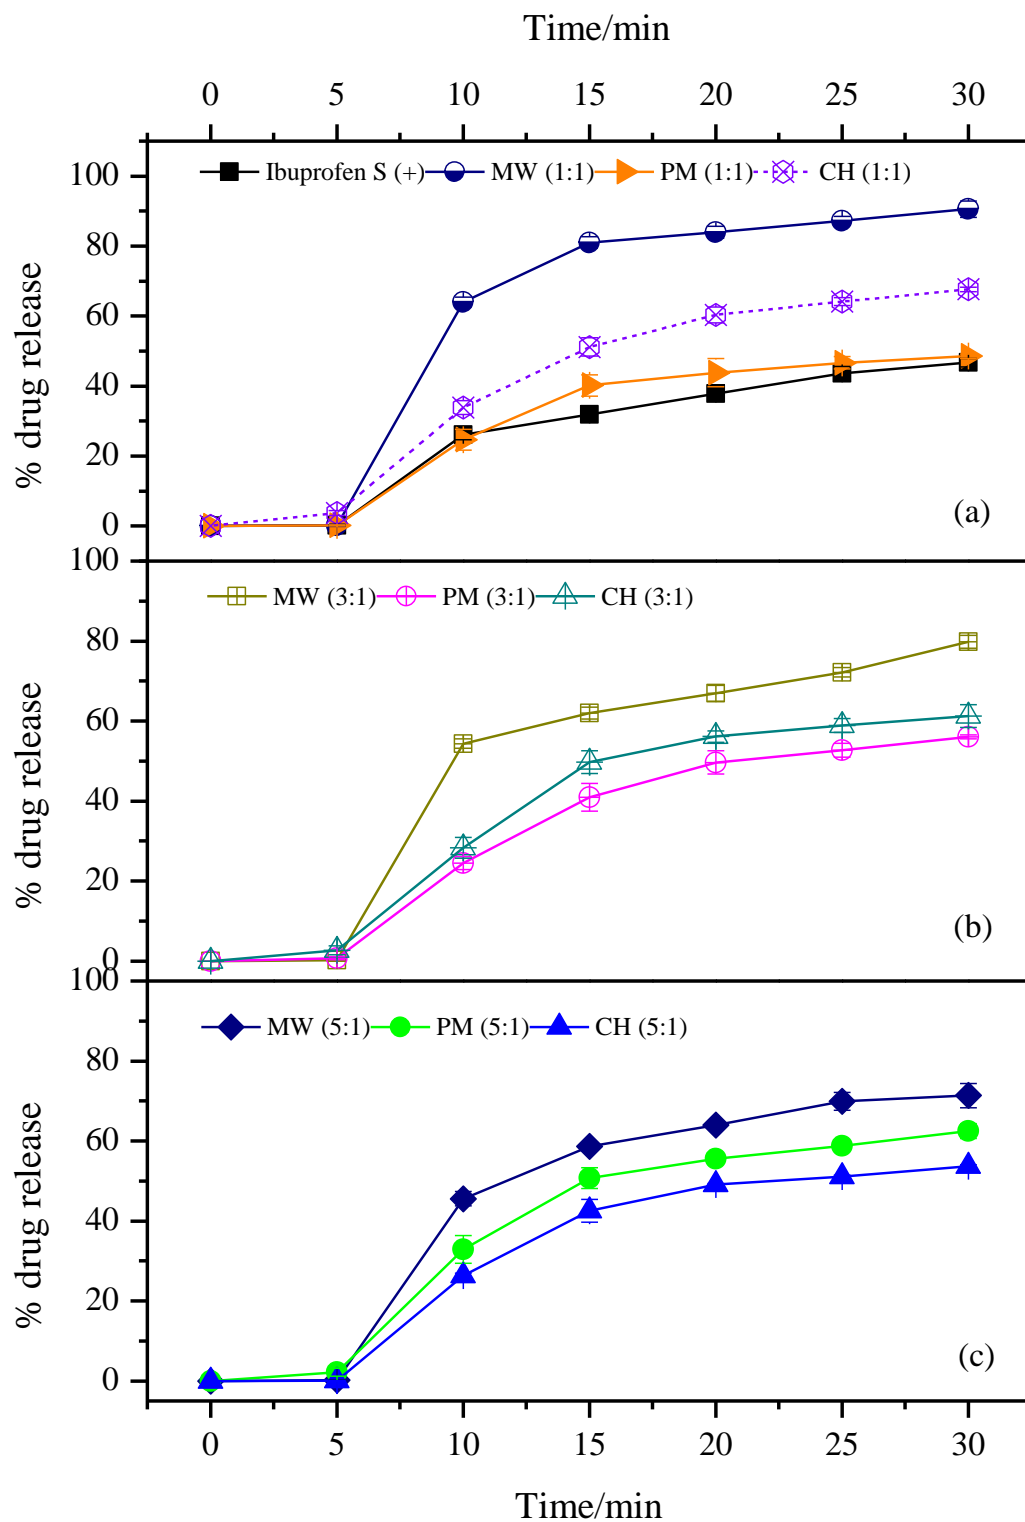 Time/min
0 5 10 15 20 25 30
Ibuprofen S (+) MW (1:1) PM (1:1) CH (1:1)
100
80
60
40
20
0
% drug release
(a)
MW (3:1) PM (3:1) CH (3:1)
100
80
60
40
20
0
% drug release
(b)
MW (5:1) PM (5:1) CH (5:1)
100
80
60
40
20
0
% drug release
(c)
0 5 10 15 20 25 30
Time/min